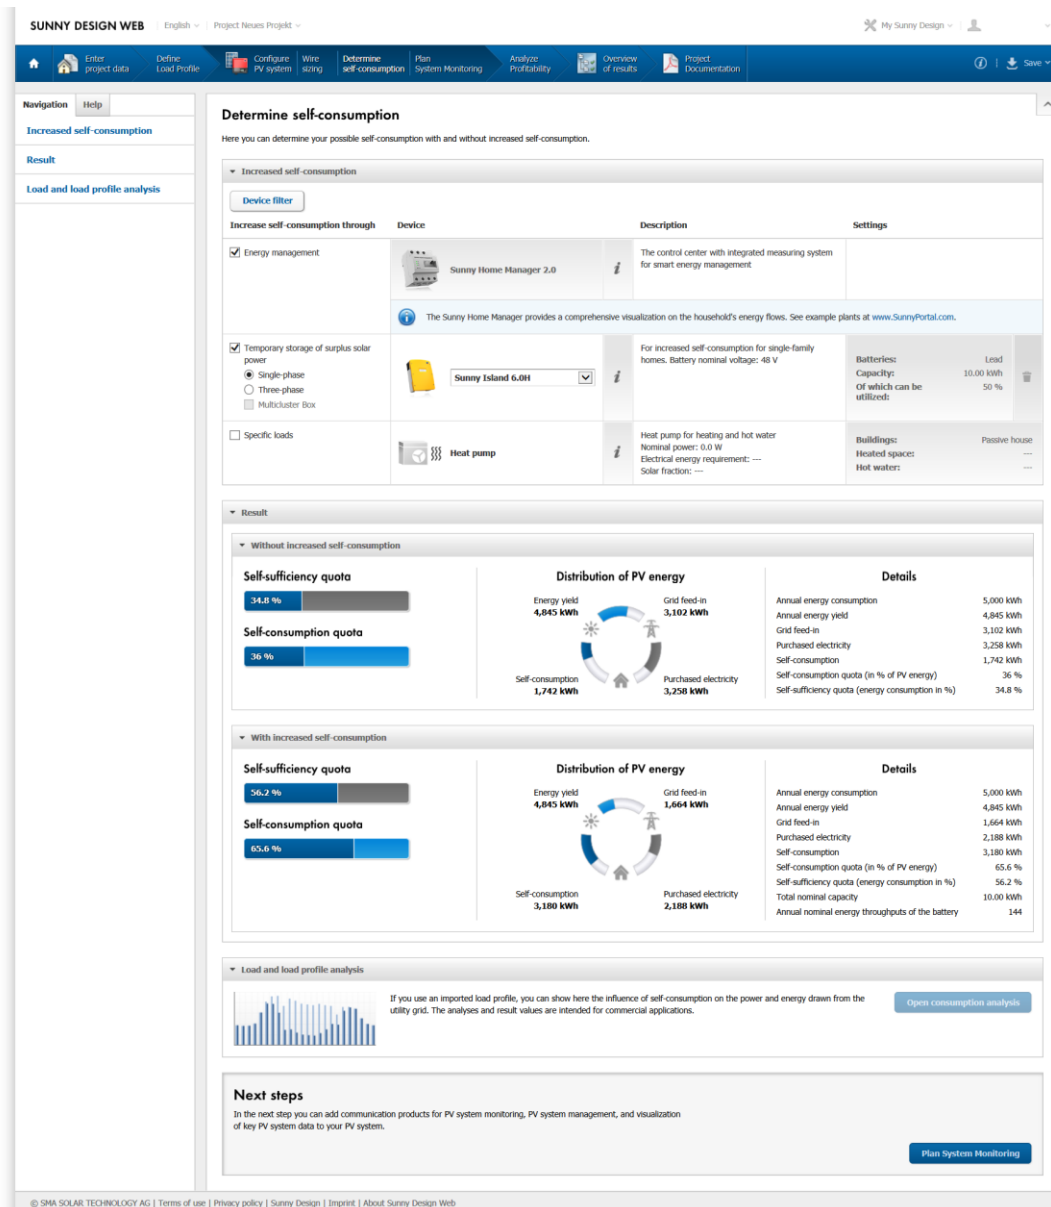 SUNNY DESIGN WEB
English
Project Neues Projekt
My Sunny Design
Enter
project data
Define
Load Profile
Configure
PV system
Wire
sizing
Determine
self-consumption
Plan
System Monitoring
Analyze
Profitability
Overview
of results
Project
Documentation
Save
Navigation
Help
Increased self-consumption
Result
Load and load profile analysis
Determine self-consumption
Here you can determine your possible self-consumption with and without increased self-consumption.
Increased self-consumption
Device filter
Increase self-consumption through
Device
Description
Settings
Energy management
Sunny Home Manager 2.0
i
The control center with integrated measuring system
for smart energy management
The Sunny Home Manager provides a comprehensive visualization on the household's energy flows. See example plants at www.SunnyPortal.com.
Temporary storage of surplus solar
power
Single-phase
Three-phase
Multicluster Box
Sunny Island 6.0H
i
For increased self-consumption for single-family
homes. Battery nominal voltage: 48 V
Batteries: Lead
Capacity: 10.00 kWh
Of which can be 50 %
utilized:
Specific loads
Heat pump
i
Heat pump for heating and hot water
Nominal power: 0.0 W
Electrical energy requirement: ---
Solar fraction: ---
Buildings: Passive house
Heated space: ---
Hot water: ---
Result
Without increased self-consumption
Self-sufficiency quota
34.8 %
Self-consumption quota
36 %
Distribution of PV energy
Energy yield
4,845 kWh
Grid feed-in
3,102 kWh
Self-consumption
1,742 kWh
Purchased electricity
3,258 kWh
Details
Annual energy consumption 5,000 kWh
Annual energy yield 4,845 kWh
Grid feed-in 3,102 kWh
Purchased electricity 3,258 kWh
Self-consumption 1,742 kWh
Self-consumption quota (in % of PV energy) 36 %
Self-sufficiency quota (energy consumption in %) 34.8 %
With increased self-consumption
Self-sufficiency quota
56.2 %
Self-consumption quota
65.6 %
Distribution of PV energy
Energy yield
4,845 kWh
Grid feed-in
1,664 kWh
Self-consumption
3,180 kWh
Purchased electricity
2,188 kWh
Details
Annual energy consumption 5,000 kWh
Annual energy yield 4,845 kWh
Grid feed-in 1,664 kWh
Purchased electricity 2,188 kWh
Self-consumption 3,180 kWh
Self-consumption quota (in % of PV energy) 65.6 %
Self-sufficiency quota (energy consumption in %) 56.2 %
Total nominal capacity 10.00 kWh
Annual nominal energy throughputs of the battery 144
Load and load profile analysis
If you use an imported load profile, you can show here the influence of self-consumption on the power and energy drawn from the
utility grid. The analyses and result values are intended for commercial applications.
Open consumption analysis
Next steps
In the next step you can add communication products for PV system monitoring, PV system management, and visualization
of key PV system data to your PV system.
Plan System Monitoring
© SMA SOLAR TECHNOLOGY AG | Terms of use | Privacy policy | Sunny Design | Imprint | About Sunny Design Web